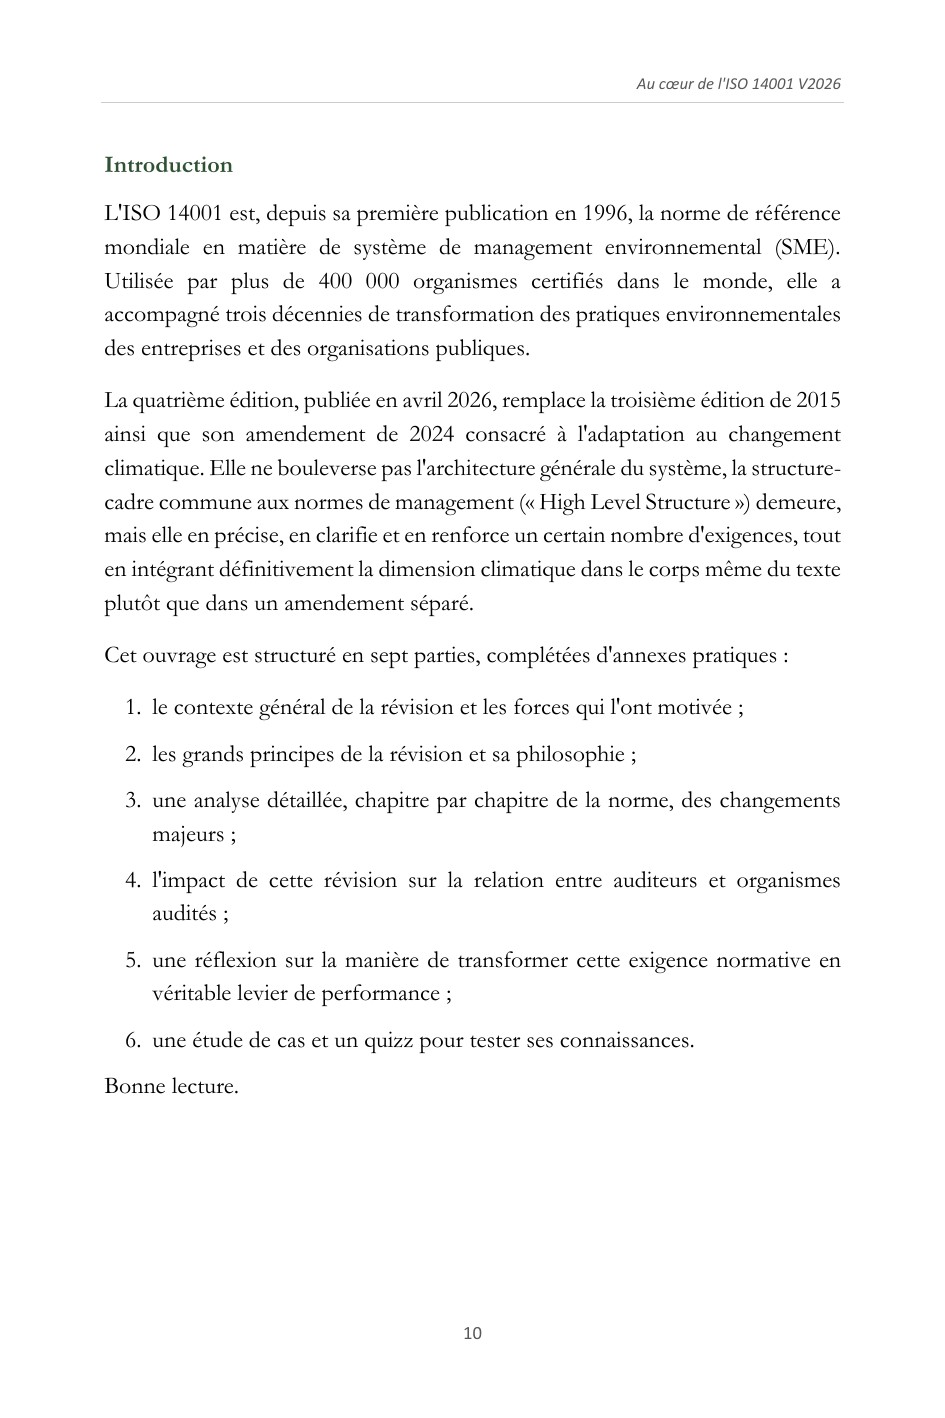 Au cœur de l'ISO 14001 V2026
Introduction
L'ISO 14001 est, depuis sa première publication en 1996, la norme de référence
mondiale en matière de système de management environnemental (SME).
Utilisée par plus de 400 000 organismes certifiés dans le monde, elle a
accompagné trois décennies de transformation des pratiques environnementales
des entreprises et des organisations publiques.
La quatrième édition, publiée en avril 2026, remplace la troisième édition de 2015
ainsi que son amendement de 2024 consacré à l'adaptation au changement
climatique. Elle ne bouleverse pas l'architecture générale du système, la structure-
cadre commune aux normes de management (« High Level Structure ») demeure,
mais elle en précise, en clarifie et en renforce un certain nombre d'exigences, tout
en intégrant définitivement la dimension climatique dans le corps même du texte
plutôt que dans un amendement séparé.
Cet ouvrage est structuré en sept parties, complétées d'annexes pratiques :
1. le contexte général de la révision et les forces qui l'ont motivée ;
2. les grands principes de la révision et sa philosophie ;
3. une analyse détaillée, chapitre par chapitre de la norme, des changements
majeurs ;
4. l'impact de cette révision sur la relation entre auditeurs et organismes
audités ;
5. une réflexion sur la manière de transformer cette exigence normative en
véritable levier de performance ;
6. une étude de cas et un quizz pour tester ses connaissances.
Bonne lecture.
10